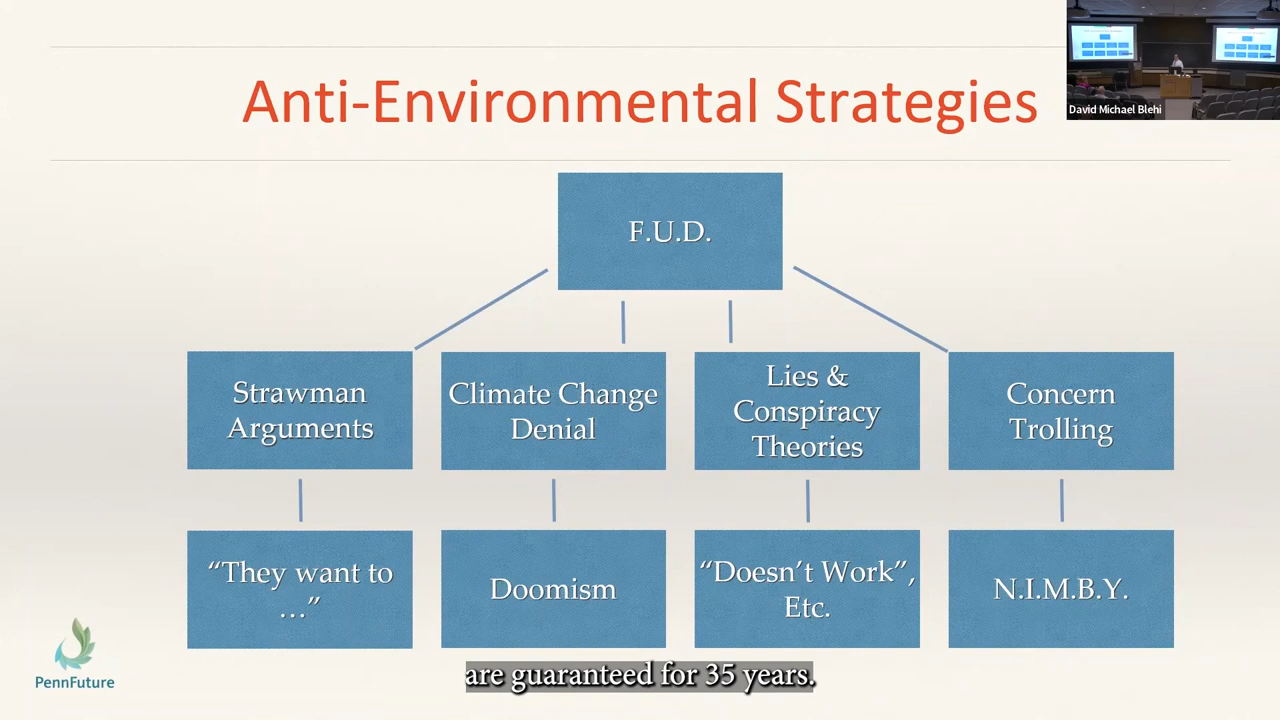 Anti-Environmental Strategies
David Michael Blehi
F.U.D.
Strawman
Arguments
Climate Change
Denial
Lies &
Conspiracy
Theories
Concern
Trolling
“They want to
…”
Doomism
“Doesn’t Work”,
Etc.
N.I.M.B.Y.
PennFuture
are guaranteed for 35 years.